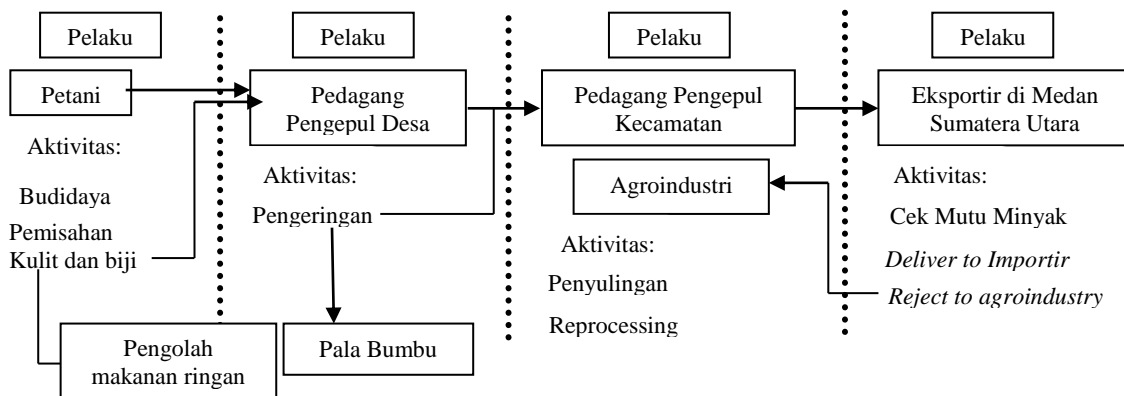 Pelaku
Pelaku
Pelaku
Pelaku
Petani
Pedagang
Pengepul Desa
Pedagang Pengepul
Kecamatan
Eksportir di Medan
Sumatera Utara
Aktivitas:
Budidaya
Pemisahan
Kulit dan biji
Pengolah
makanan ringan
Aktivitas:
Pengeringan
Pala Bumbu
Agroindustri
Aktivitas:
Penyulingan
Reprocessing
Aktivitas:
Cek Mutu Minyak
Deliver to Importir
Reject to agroindustry